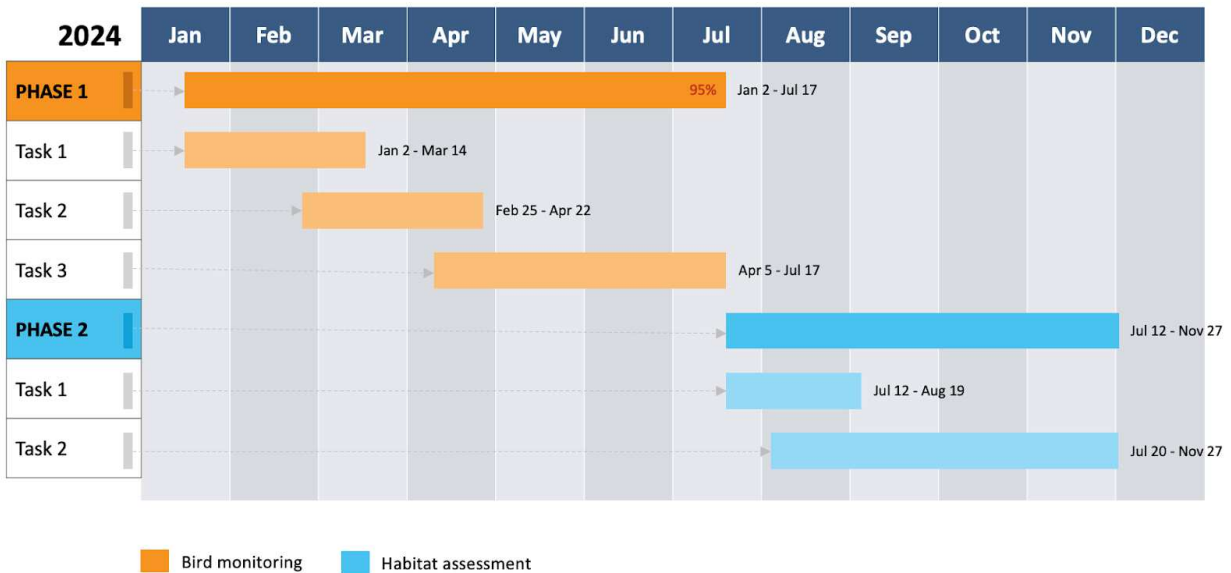 2024 Jan Feb Mar Apr May Jun Jul Aug Sep Oct Nov Dec
PHASE 1 95% Jan 2 - Jul 17
Task 1 Jan 2 - Mar 14
Task 2 Feb 25 - Apr 22
Task 3 Apr 5 - Jul 17
PHASE 2 Jul 12 - Nov 27
Task 1 Jul 12 - Aug 19
Task 2 Jul 20 - Nov 27
Bird monitoring Habitat assessment